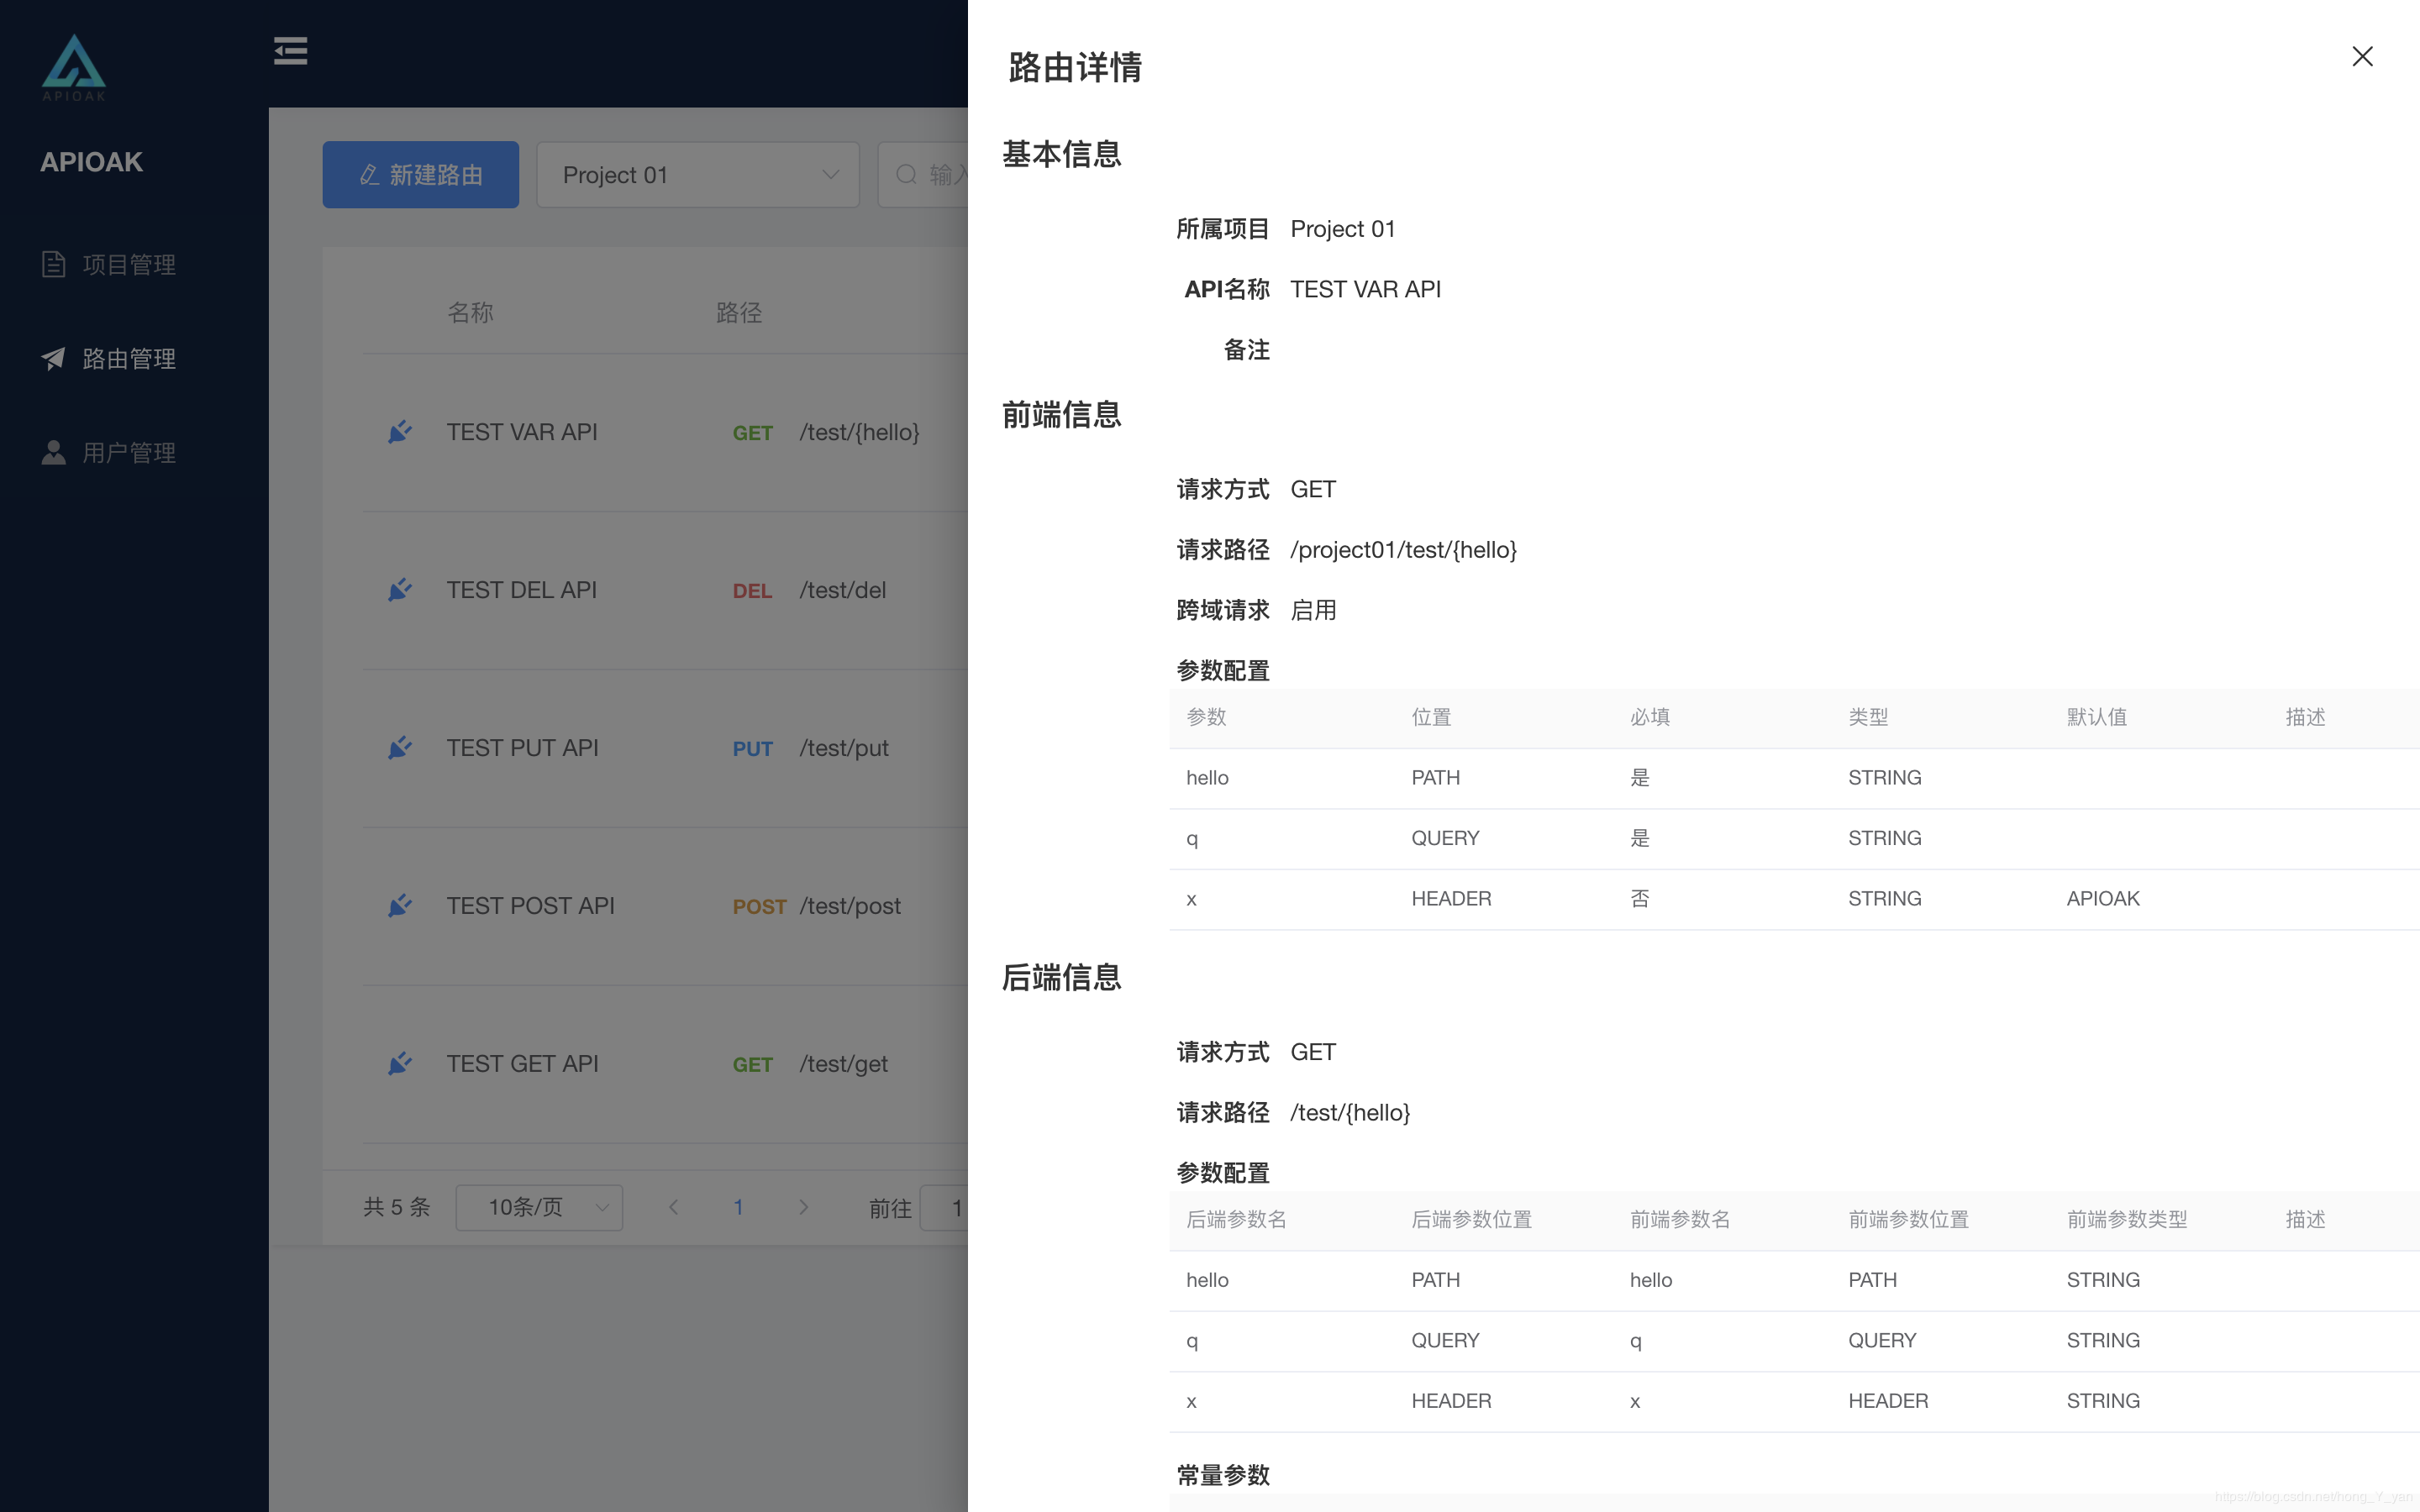 APIOAK
APIOAK
项目管理
路由管理
用户管理
新建路由
Project 01
输入
名称 路径
TEST VAR API GET /test/{hello}
TEST DEL API DEL /test/del
TEST PUT API PUT /test/put
TEST POST API POST /test/post
TEST GET API GET /test/get
共 5 条 10条/页 1 前往 1
路由详情
基本信息
所属项目 Project 01
API名称 TEST VAR API
备注
前端信息
请求方式 GET
请求路径 /project01/test/{hello}
跨域请求 启用
参数配置
参数 位置 必填 类型 默认值 描述
hello PATH 是 STRING
q QUERY 是 STRING
x HEADER 否 STRING APIOAK
后端信息
请求方式 GET
请求路径 /test/{hello}
参数配置
后端参数名 后端参数位置 前端参数名 前端参数位置 前端参数类型 描述
hello PATH hello PATH STRING
q QUERY q QUERY STRING
x HEADER x HEADER STRING
常量参数
https://blog.csdn.net/hong_Y_yan